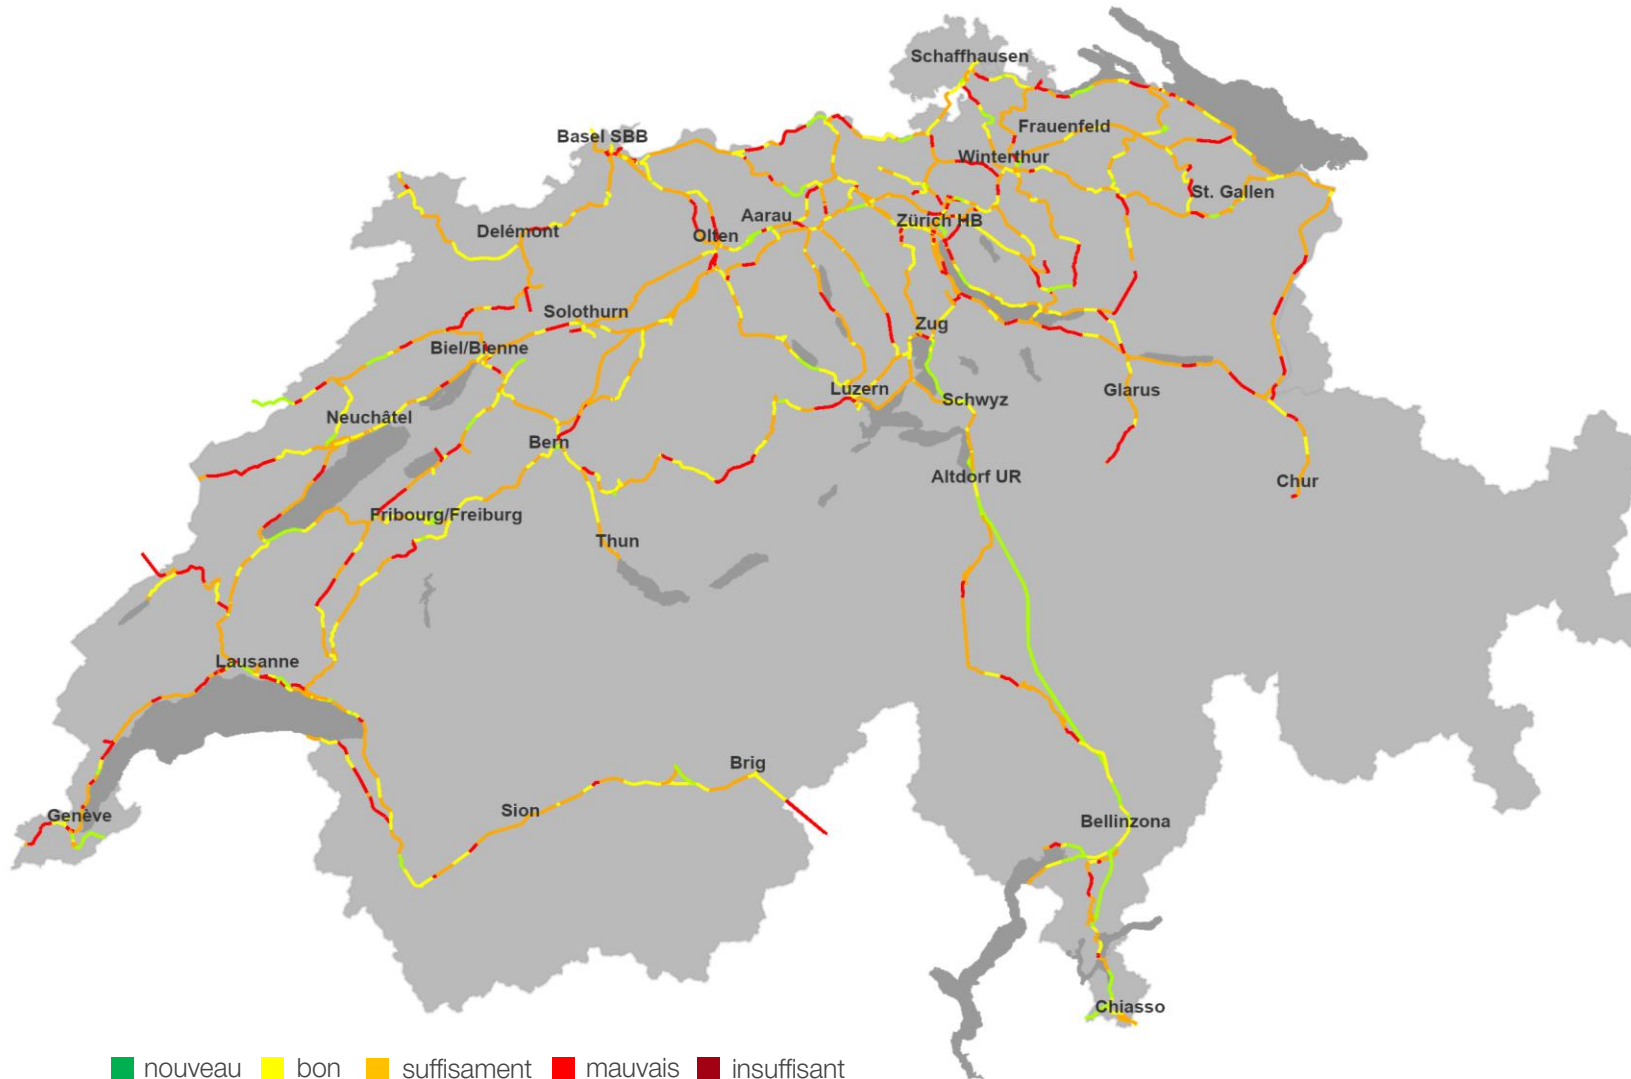 Schaffhausen
Basel SBB
Frauenfeld
Winterthur
St. Gallen
Aarau
Zürich HB
Delémont
Olten
Solothurn
Zug
Biel/Bienne
Luzern
Glarus
Schwyz
Neuchâtel
Bern
Altdorf UR
Chur
Fribourg/Freiburg
Thun
Lausanne
Brig
Sion
Genève
Bellinzona
Chiasso
nouveau bon suffisament mauvais insuffisant